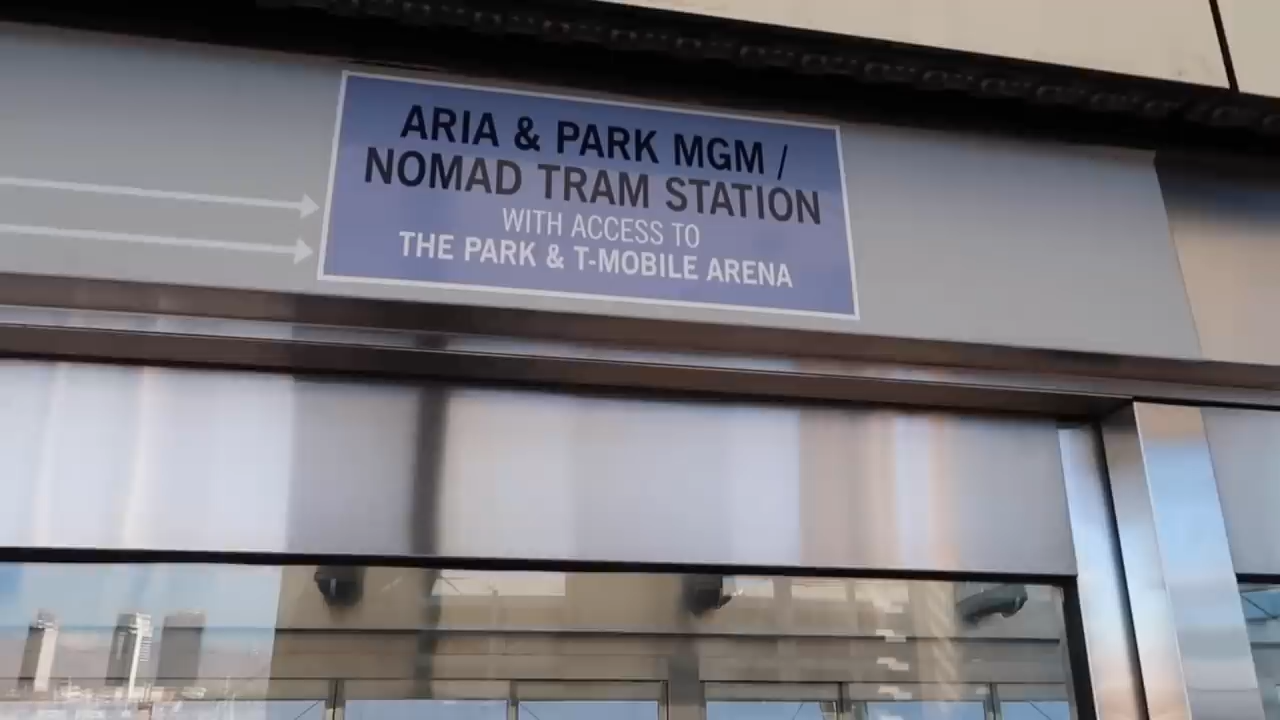 ARIA & PARK MGM /
NOMAD TRAM STATION
WITH ACCESS TO
THE PARK & T-MOBILE ARENA